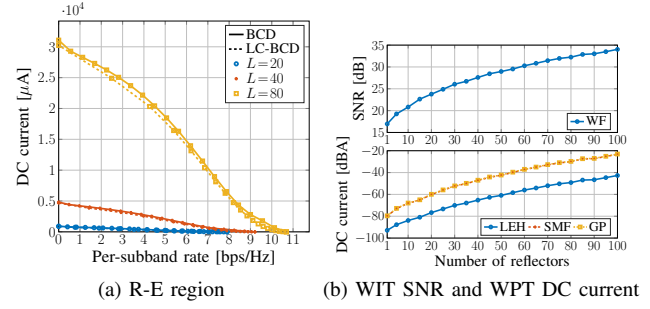 ·10⁴
3
2.5
2
1.5
1
0.5
0
DC current [μA]
BCD
LC-BCD
L = 20
L = 40
L = 80
0 1 2 3 4 5 6 7 8 9 10 11
Per-subband rate [bps/Hz]
(a) R-E region
35
30
25
20
15
SNR [dB]
WF
1 10 20 30 40 50 60 70 80 90 100
−20
−40
−60
−80
−100
DC current [dBA]
LEH SMF GP
1 10 20 30 40 50 60 70 80 90 100
Number of reflectors
(b) WIT SNR and WPT DC current